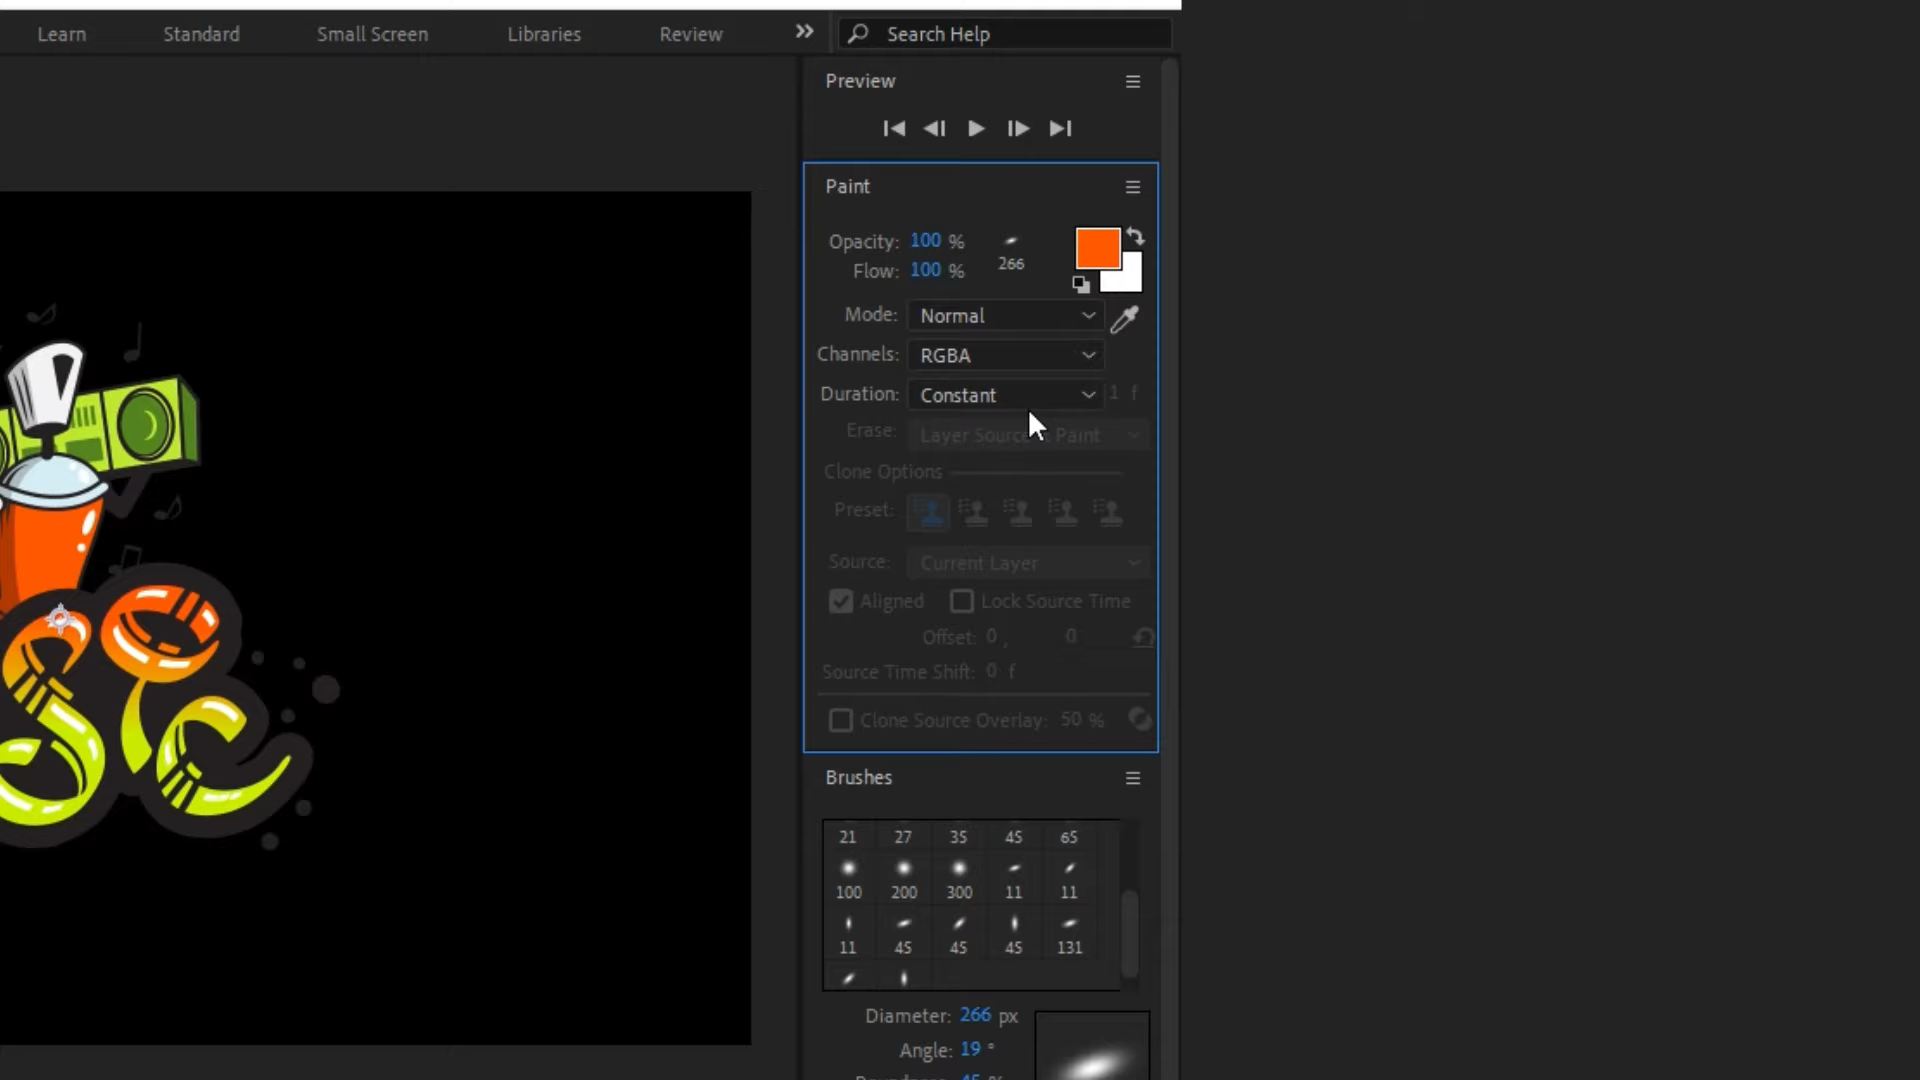 Learn Standard Small Screen Libraries Review Search Help
Preview
Paint
Opacity: 100 %
Flow: 100 %
266
Mode: Normal
Channels: RGBA
Duration: Constant 1 f
Erase: Layer Source & Paint
Clone Options
Preset:
Source: Current Layer
Aligned Lock Source Time
Offset: 0 , 0
Source Time Shift: 0 f
Clone Source Overlay: 50 %
Brushes
21 27 35 45 65
100 200 300 11 11
11 45 45 45 131
Diameter: 266 px
Angle: 19 °